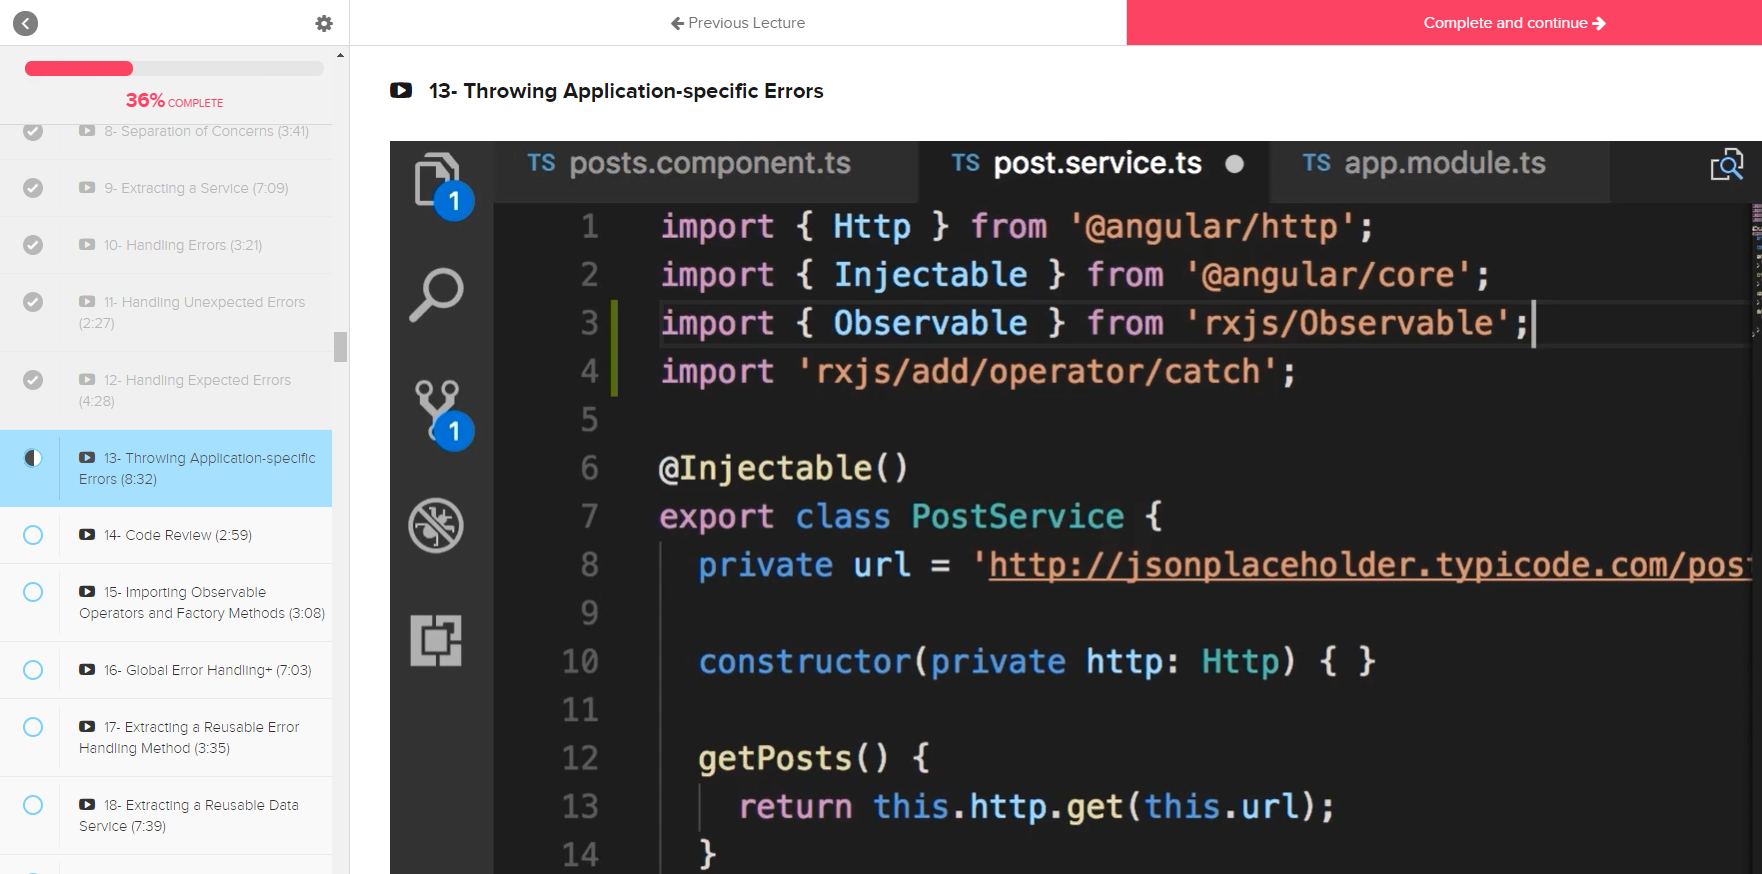 Previous Lecture
Complete and continue
36% COMPLETE
8- Separation of Concerns (3:41)
9- Extracting a Service (7:09)
10- Handling Errors (3:21)
11- Handling Unexpected Errors
(2:27)
12- Handling Expected Errors
(4:28)
13- Throwing Application-specific
Errors (8:32)
14- Code Review (2:59)
15- Importing Observable
Operators and Factory Methods (3:08)
16- Global Error Handling+ (7:03)
17- Extracting a Reusable Error
Handling Method (3:35)
18- Extracting a Reusable Data
Service (7:39)
13- Throwing Application-specific Errors
1
1
TS posts.component.ts
TS post.service.ts
TS app.module.ts
1 import { Http } from '@angular/http';
2 import { Injectable } from '@angular/core';
3 import { Observable } from 'rxjs/Observable';
4 import 'rxjs/add/operator/catch';
5
6 @Injectable()
7 export class PostService {
8 private url = 'http://jsonplaceholder.typicode.com/pos
9
10 constructor(private http: Http) { }
11
12 getPosts() {
13 return this.http.get(this.url);
14 }